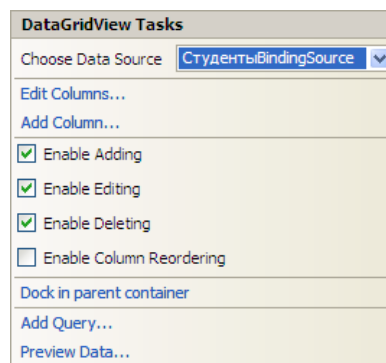 DataGridView Tasks
Choose Data Source СтудентыBindingSource
Edit Columns...
Add Column...
Enable Adding
Enable Editing
Enable Deleting
Enable Column Reordering
Dock in parent container
Add Query...
Preview Data...